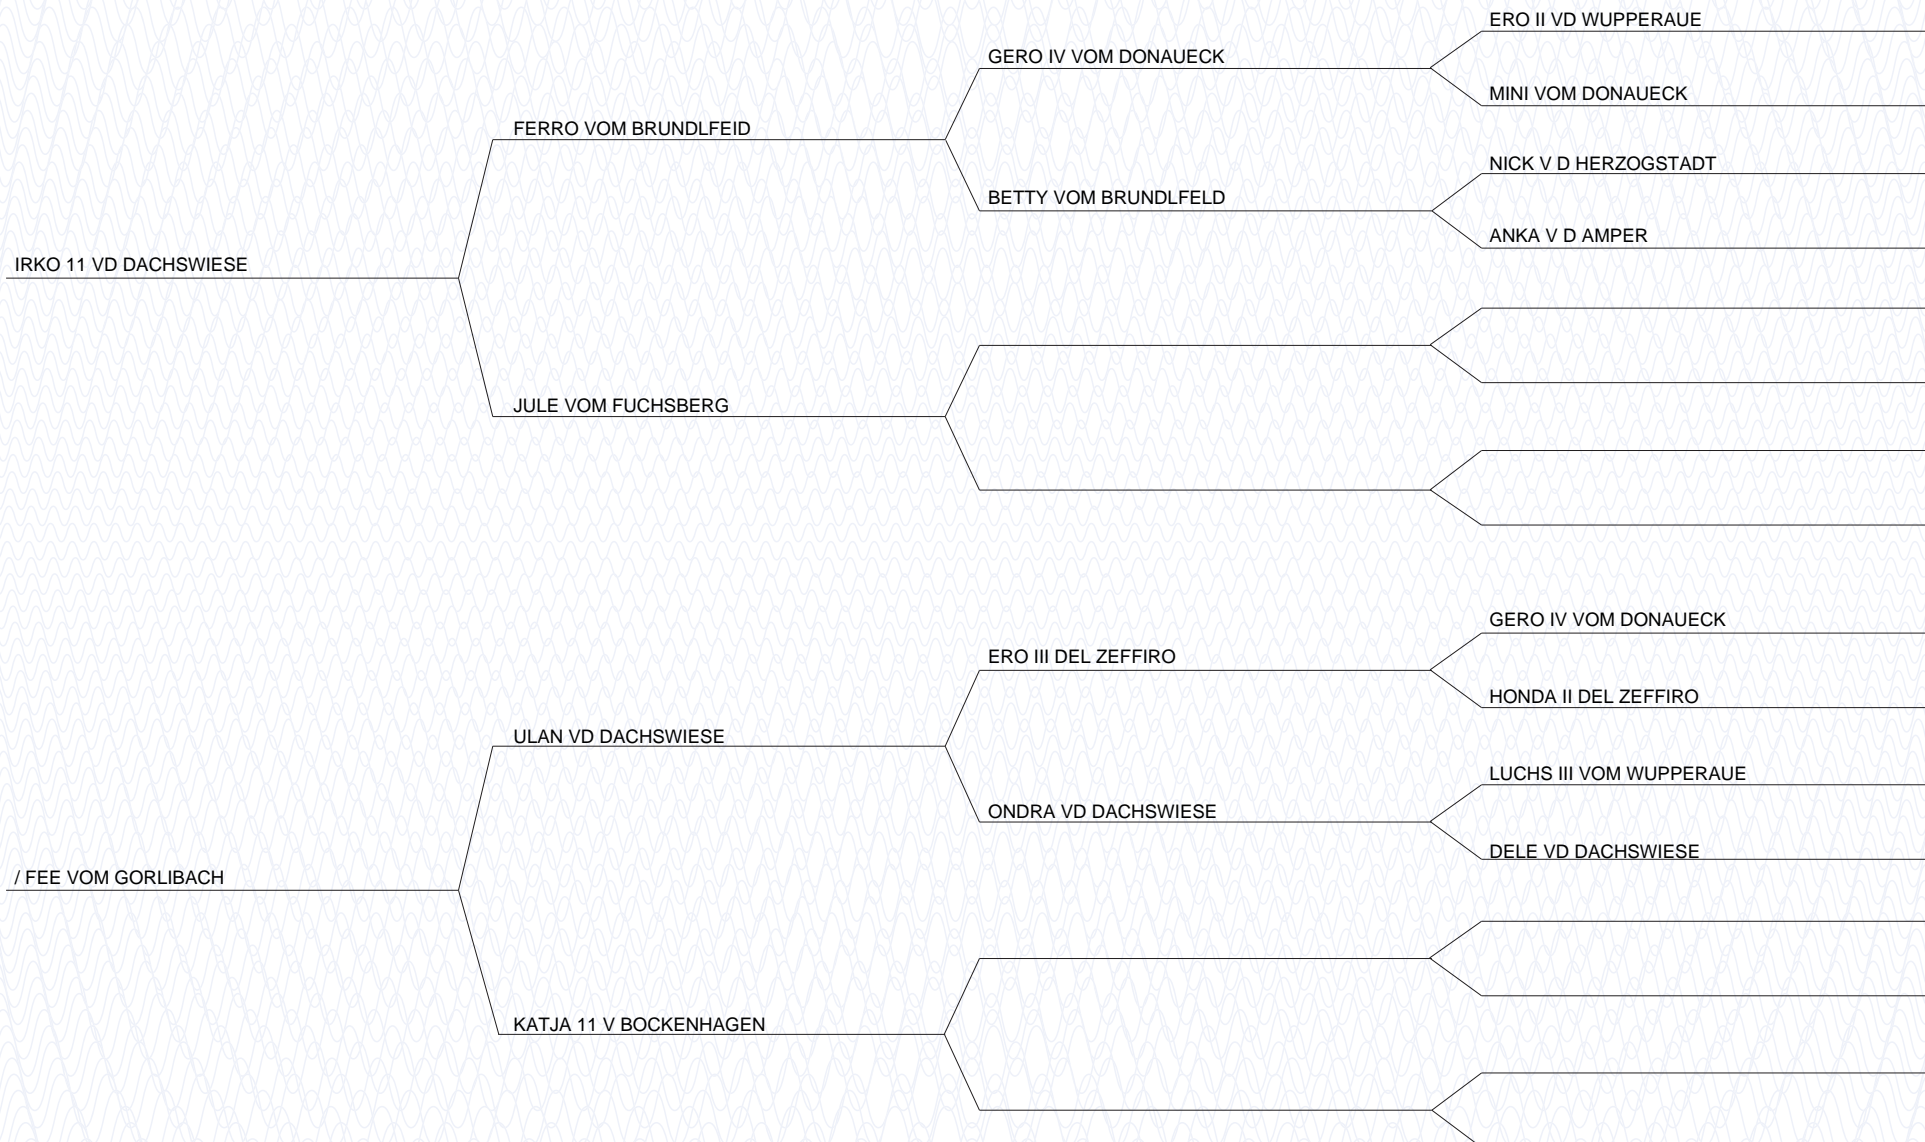 ERO II VD WUPPERAUE
GERO IV VOM DONAUECK
MINI VOM DONAUECK
FERRO VOM BRUNDLFEID
NICK V D HERZOGSTADT
BETTY VOM BRUNDLFELD
ANKA V D AMPER
IRKO 11 VD DACHSWIESE
JULE VOM FUCHSBERG
GERO IV VOM DONAUECK
ERO III DEL ZEFFIRO
HONDA II DEL ZEFFIRO
ULAN VD DACHSWIESE
LUCHS III VOM WUPPERAUE
ONDRA VD DACHSWIESE
DELE VD DACHSWIESE
/ FEE VOM GORLIBACH
KATJA 11 V BOCKENHAGEN